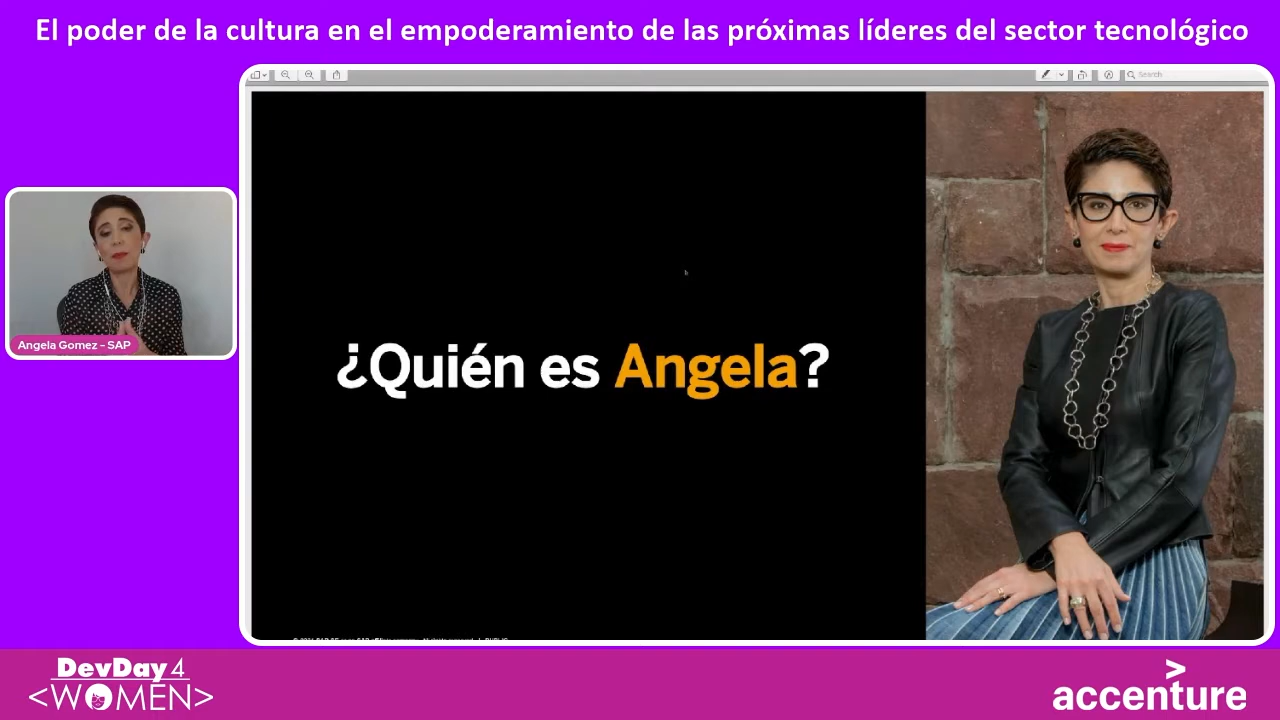 El poder de la cultura en el empoderamiento de las próximas líderes del sector tecnológico
Search
Angela Gomez - SAP
¿Quién es Angela?
DevDay 4
<WOMEN>
accenture